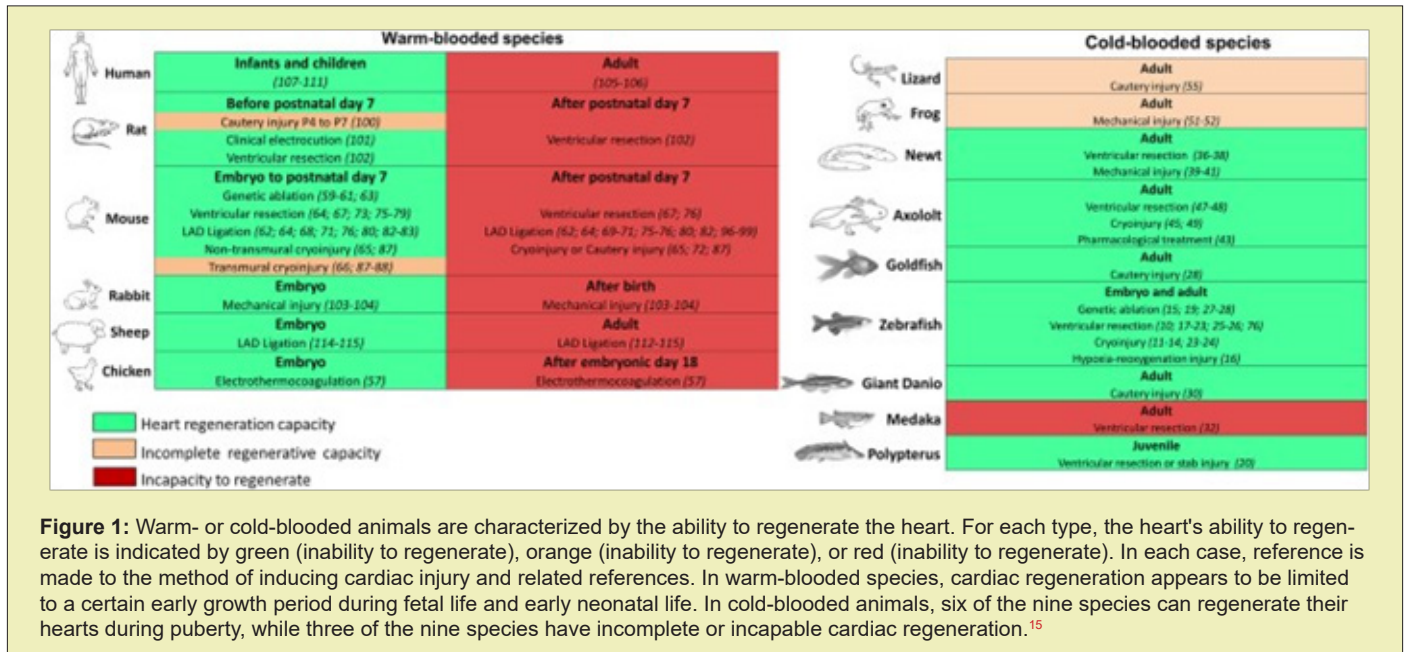 Warm-blooded species
Human
Infants and children
(107-111)
Adult
(105-106)
Rat
Before postnatal day 7
Cautery injury P4 to P7 (100)
Clinical electrocution (101)
Ventricular resection (102)
After postnatal day 7
Ventricular resection (102)
Mouse
Embryo to postnatal day 7
Genetic ablation (59-61; 63)
Ventricular resection (64; 67; 73; 75-79)
LAD Ligation (62; 64; 68; 71; 76; 80; 82-83)
Non-transmural cryoinjury (65; 87)
Transmural cryoinjury (66; 87-88)
After postnatal day 7
Ventricular resection (67; 76)
LAD Ligation (62; 64; 69-71; 75-76; 80; 82; 96-99)
Cryoinjury or Cautery injury (65; 72; 87)
Rabbit
Embryo
Mechanical injury (103-104)
After birth
Mechanical injury (103-104)
Sheep
Embryo
LAD Ligation (114-115)
Adult
LAD Ligation (112-115)
Chicken
Embryo
Electrothermocoagulation (57)
After embryonic day 18
Electrothermocoagulation (57)
Heart regeneration capacity
Incomplete regenerative capacity
Incapacity to regenerate
Cold-blooded species
Lizard
Adult
Cautery injury (55)
Frog
Adult
Mechanical injury (51-52)
Newt
Adult
Ventricular resection (36-38)
Mechanical injury (39-41)
Axololt
Adult
Ventricular resection (47-48)
Cryoinjury (45; 49)
Pharmacological treatment (43)
Goldfish
Adult
Cautery injury (28)
Zebrafish
Embryo and adult
Genetic ablation (15; 19; 27-28)
Ventricular resection (10; 17-23; 25-26; 76)
Cryoinjury (11-14; 23-24)
Hypoxia-reoxygenation injury (16)
Giant Danio
Adult
Cautery injury (30)
Medaka
Adult
Ventricular resection (32)
Polypterus
Juvenile
Ventricular resection or stab injury (20)
Figure 1: Warm- or cold-blooded animals are characterized by the ability to regenerate the heart. For each type, the heart's ability to regen-
erate is indicated by green (inability to regenerate), orange (inability to regenerate), or red (inability to regenerate). In each case, reference is
made to the method of inducing cardiac injury and related references. In warm-blooded species, cardiac regeneration appears to be limited
to a certain early growth period during fetal life and early neonatal life. In cold-blooded animals, six of the nine species can regenerate their
hearts during puberty, while three of the nine species have incomplete or incapable cardiac regeneration.15